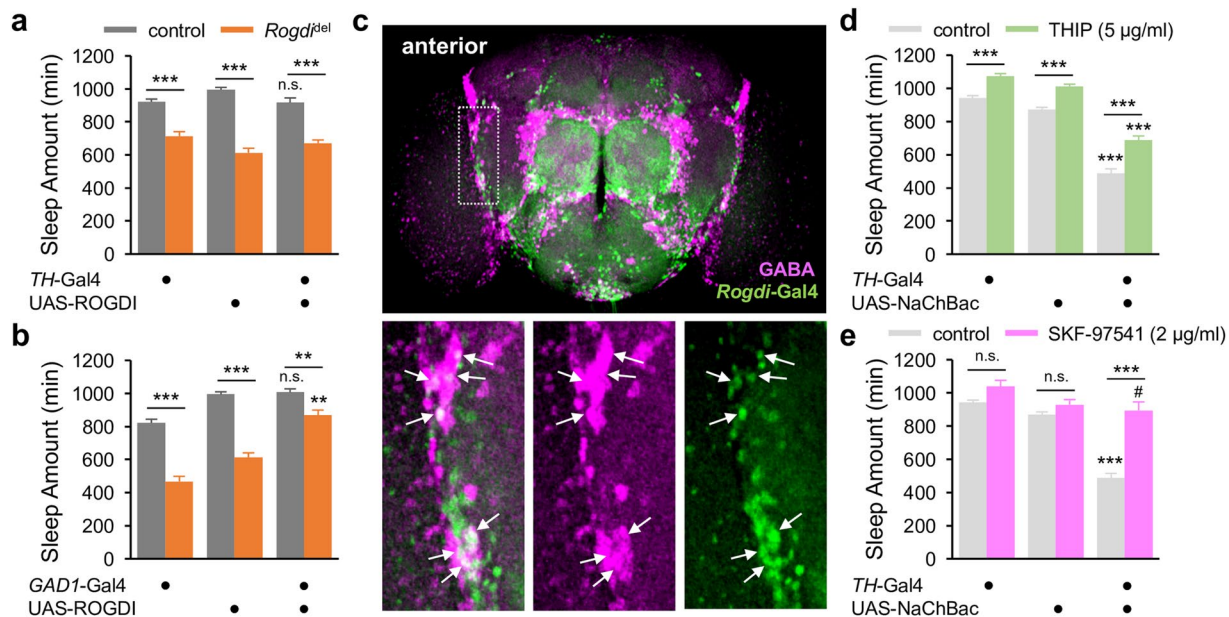 a
control Rogdi^del
Sleep Amount (min)
1200
1000
800
600
400
200
0
*** *** ***
n.s.
TH-Gal4 ● ●
UAS-ROGDI ● ●
b
Sleep Amount (min)
1200
1000
800
600
400
200
0
*** *** **
n.s. **
GAD1-Gal4 ● ●
UAS-ROGDI ● ●
c
anterior
GABA
Rogdi-Gal4
d
control THIP (5 µg/ml)
Sleep Amount (min)
1200
1000
800
600
400
200
0
*** *** ***
*** ***
TH-Gal4 ● ●
UAS-NaChBac ● ●
e
control SKF-97541 (2 µg/ml)
Sleep Amount (min)
1200
1000
800
600
400
200
0
n.s. n.s. ***
*** #
TH-Gal4 ● ●
UAS-NaChBac ● ●